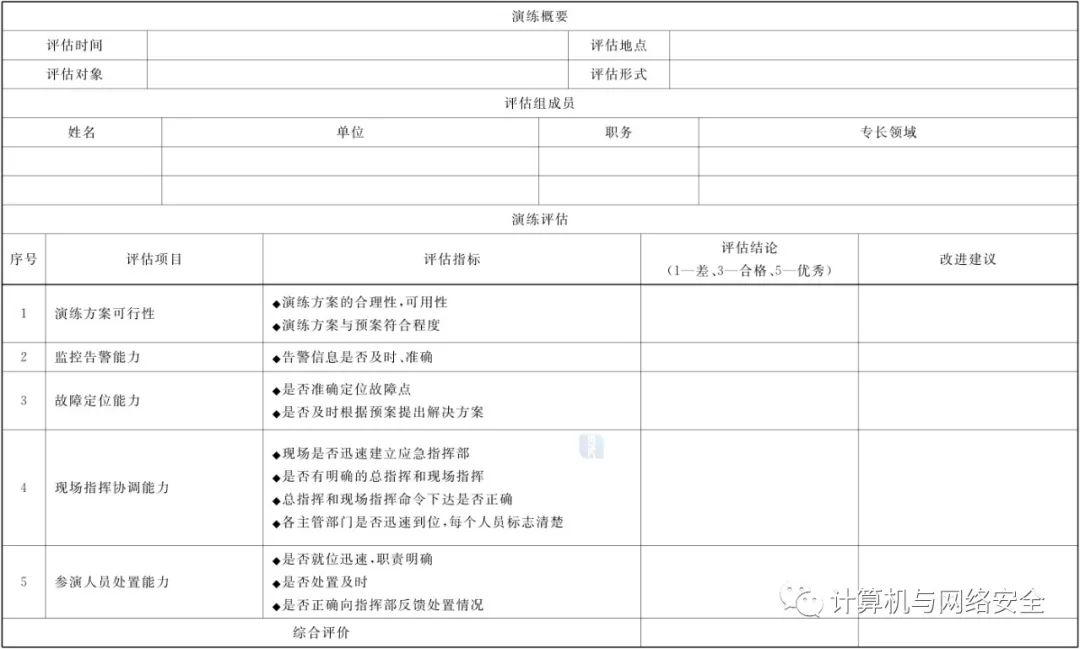 演练概要
评估时间 评估地点
评估对象 评估形式
评估组成员
姓名 单位 职务 专长领域
演练评估
序号 评估项目 评估指标 评估结论 改进建议
（1—差、3—合格、5—优秀）
1 演练方案可行性
◆演练方案的合理性,可用性
◆演练方案与预案符合程度
2 监控告警能力 ◆告警信息是否及时、准确
3 故障定位能力
◆是否准确定位故障点
◆是否及时根据预案提出解决方案
4 现场指挥协调能力
◆现场是否迅速建立应急指挥部
◆是否有明确的总指挥和现场指挥
◆总指挥和现场指挥命令下达是否正确
◆各主管部门是否迅速到位,每个人员标志清楚
5 参演人员处置能力
◆是否就位迅速,职责明确
◆是否处置及时
◆是否正确向指挥部反馈处置情况
综合评价
计算机与网络安全